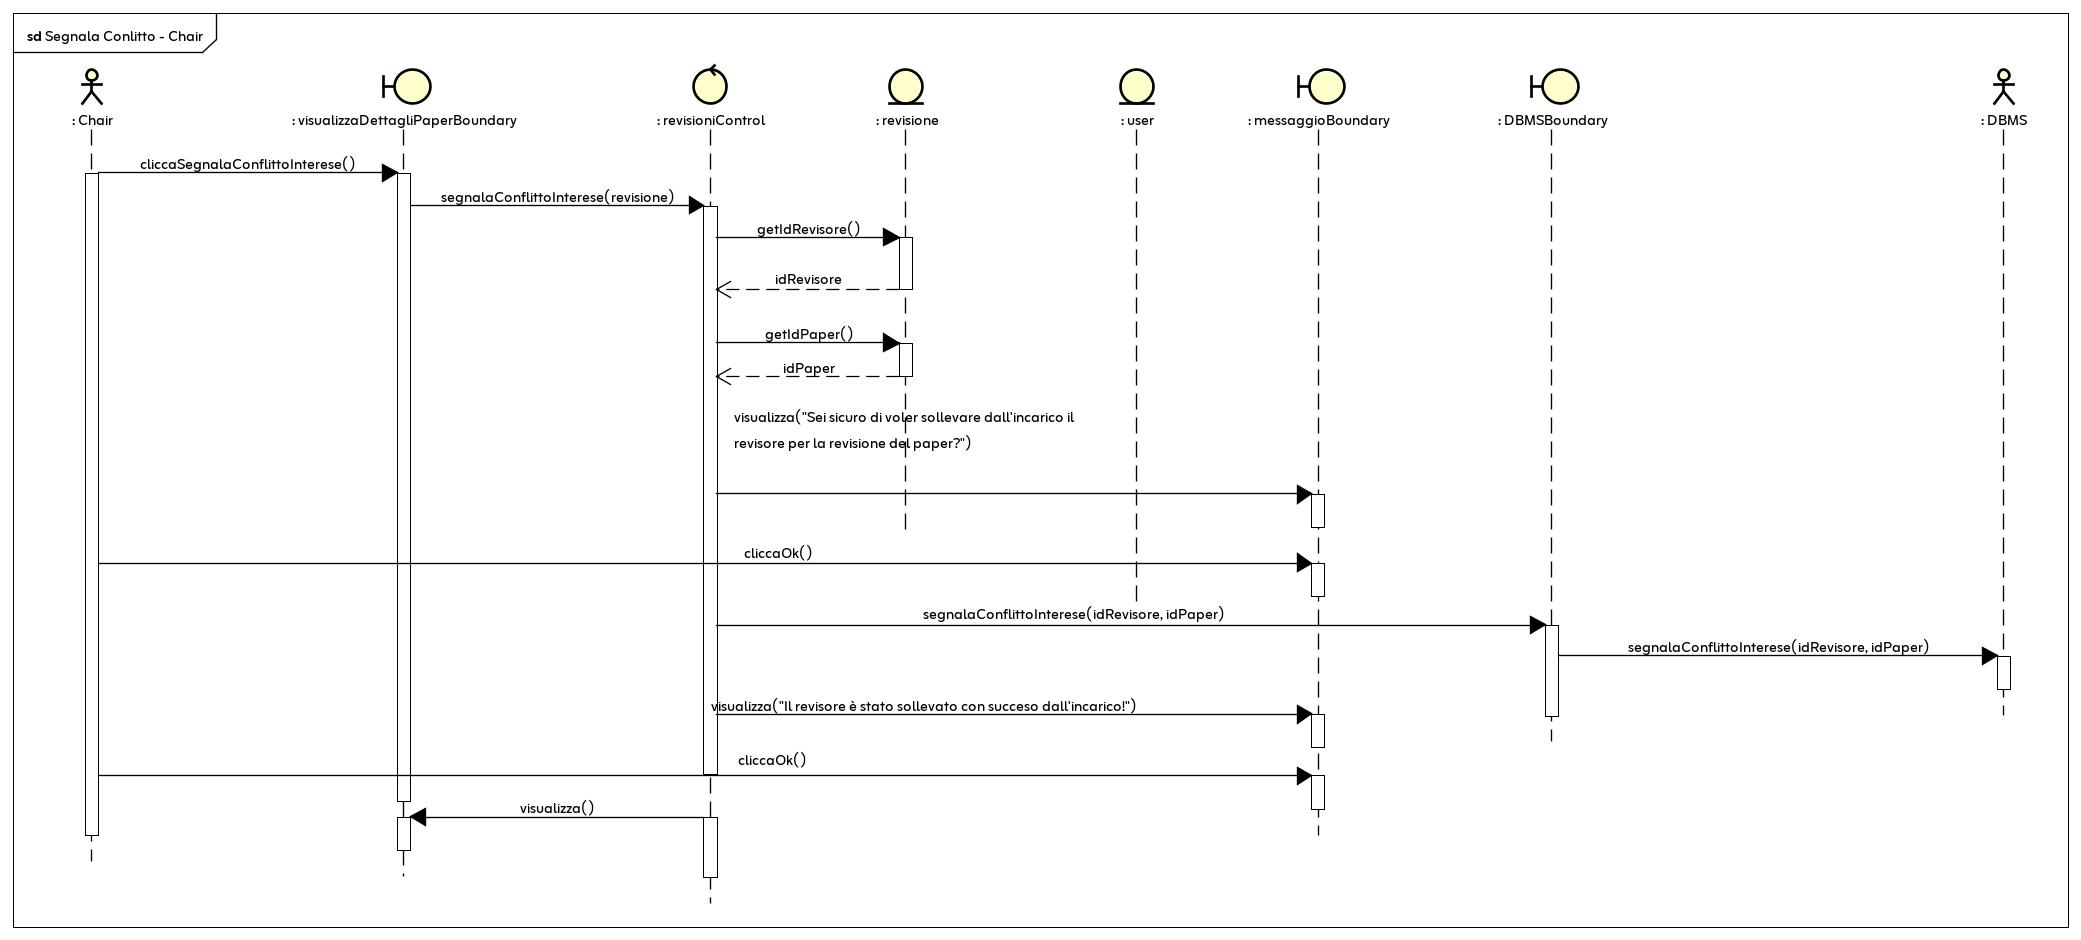 sd Segnala Conlitto - Chair
: Chair
: visualizzaDettagliPaperBoundary
: revisioniControl
: revisione
: user
: messaggioBoundary
: DBMSBoundary
: DBMS
cliccaSegnalaConflittoInterese()
segnalaConflittoInterese(revisione)
getIdRevisore()
idRevisore
getIdPaper()
idPaper
visualizza("Sei sicuro di voler sollevare dall'incarico il
revisore per la revisione del paper?")
cliccaOk()
segnalaConflittoInterese(idRevisore, idPaper)
segnalaConflittoInterese(idRevisore, idPaper)
visualizza("Il revisore è stato sollevato con succeso dall'incarico!")
cliccaOk()
visualizza()